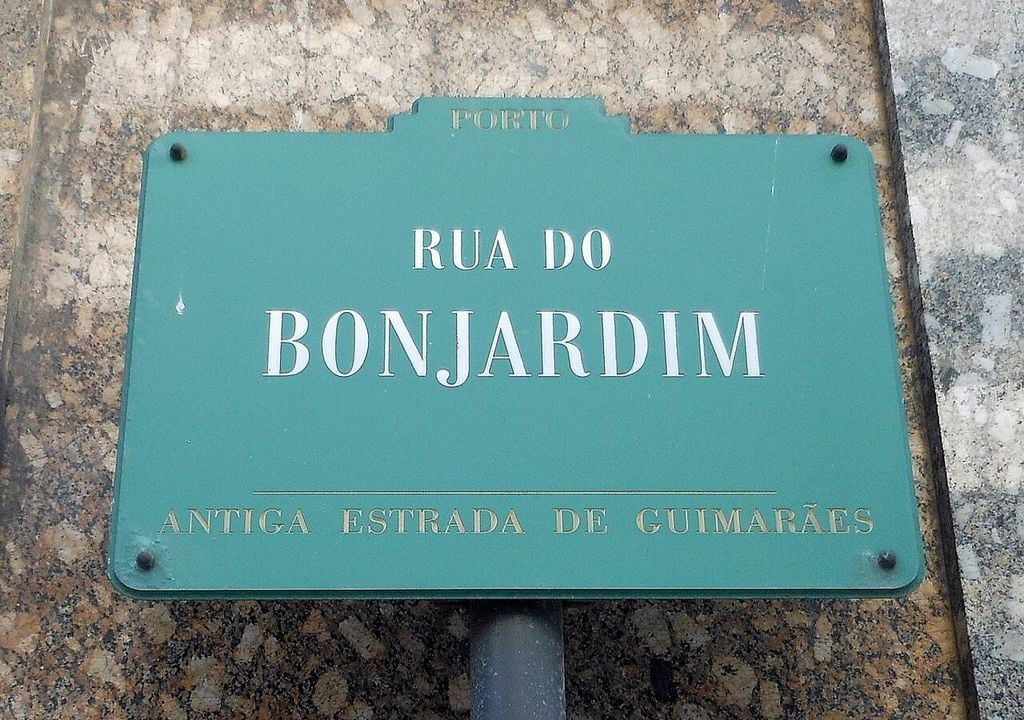 PORTO
RUA DO
BONJARDIM
ANTIGA ESTRADA DE GUIMARÃES